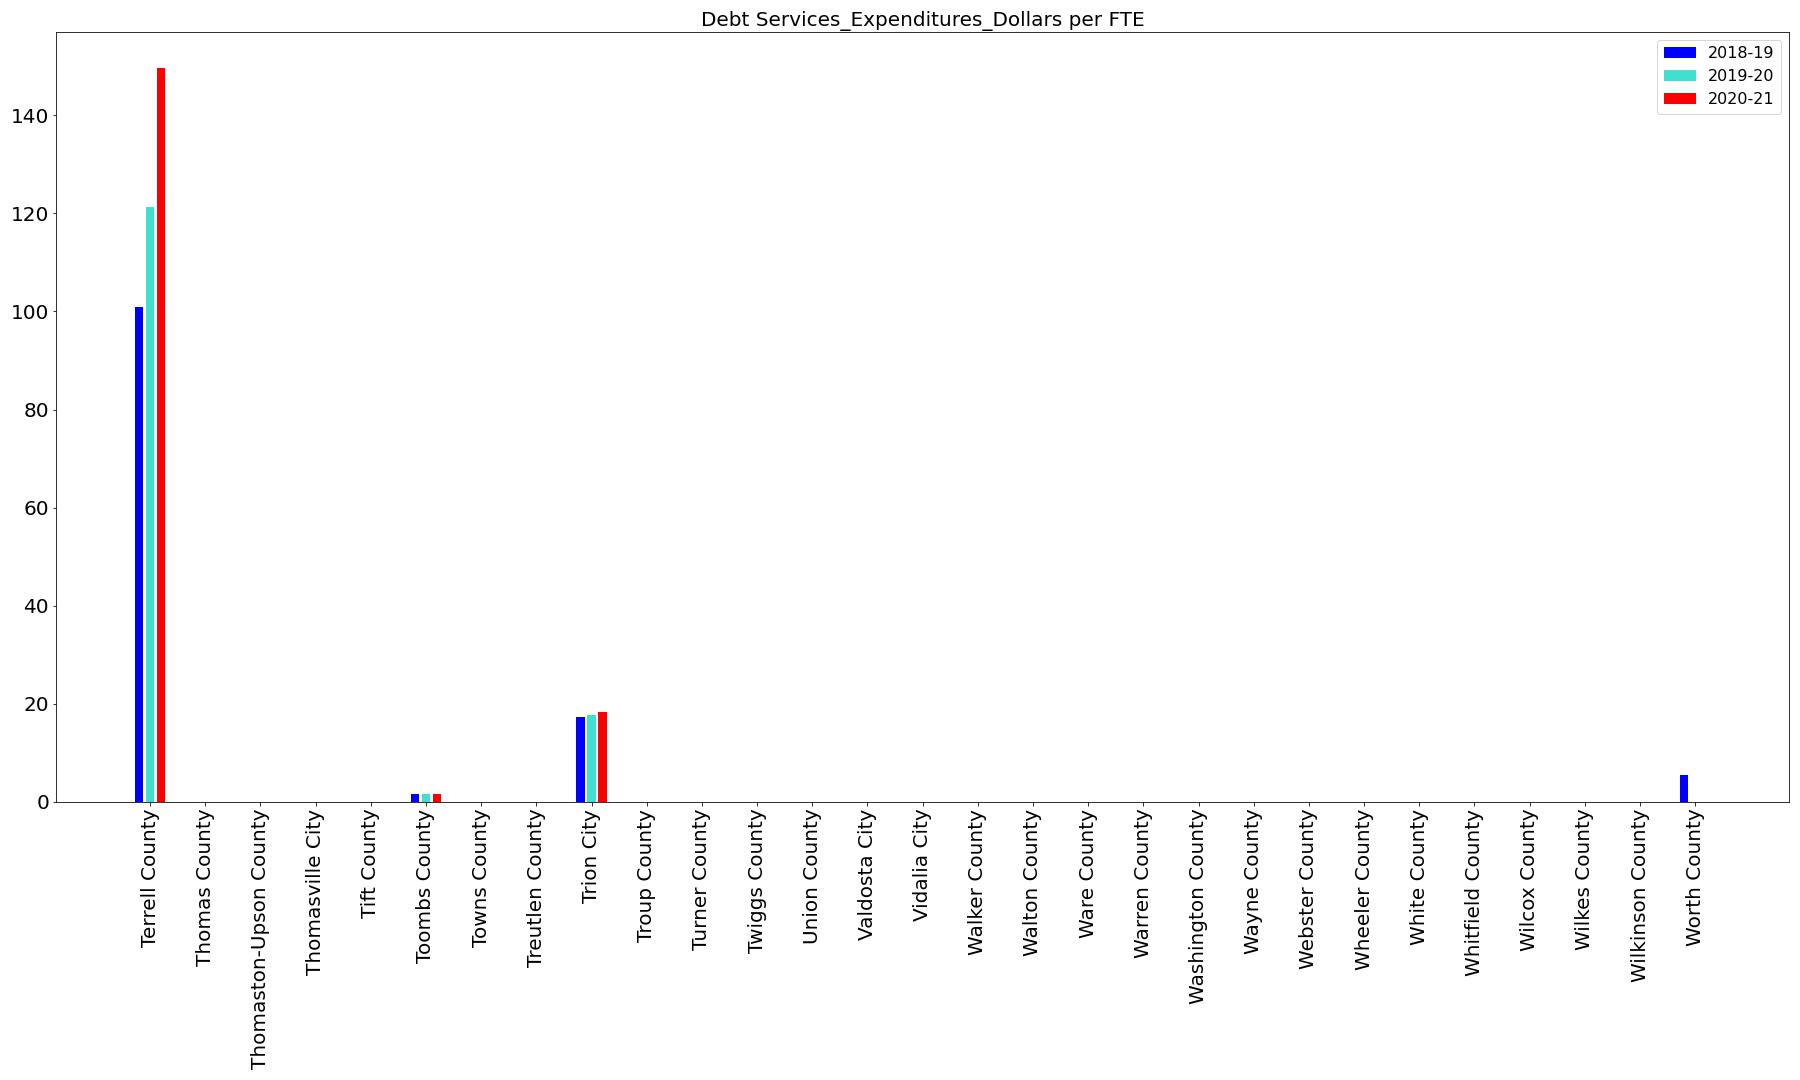 Debt Services_Expenditures_Dollars per FTE
2018-19
2019-20
2020-21
140
120
100
80
60
40
20
0
Terrell County
Thomas County
Thomaston-Upson County
Thomasville City
Tift County
Toombs County
Towns County
Treutlen County
Trion City
Troup County
Turner County
Twiggs County
Union County
Valdosta City
Vidalia City
Walker County
Walton County
Ware County
Warren County
Washington County
Wayne County
Webster County
Wheeler County
White County
Whitfield County
Wilcox County
Wilkes County
Wilkinson County
Worth County